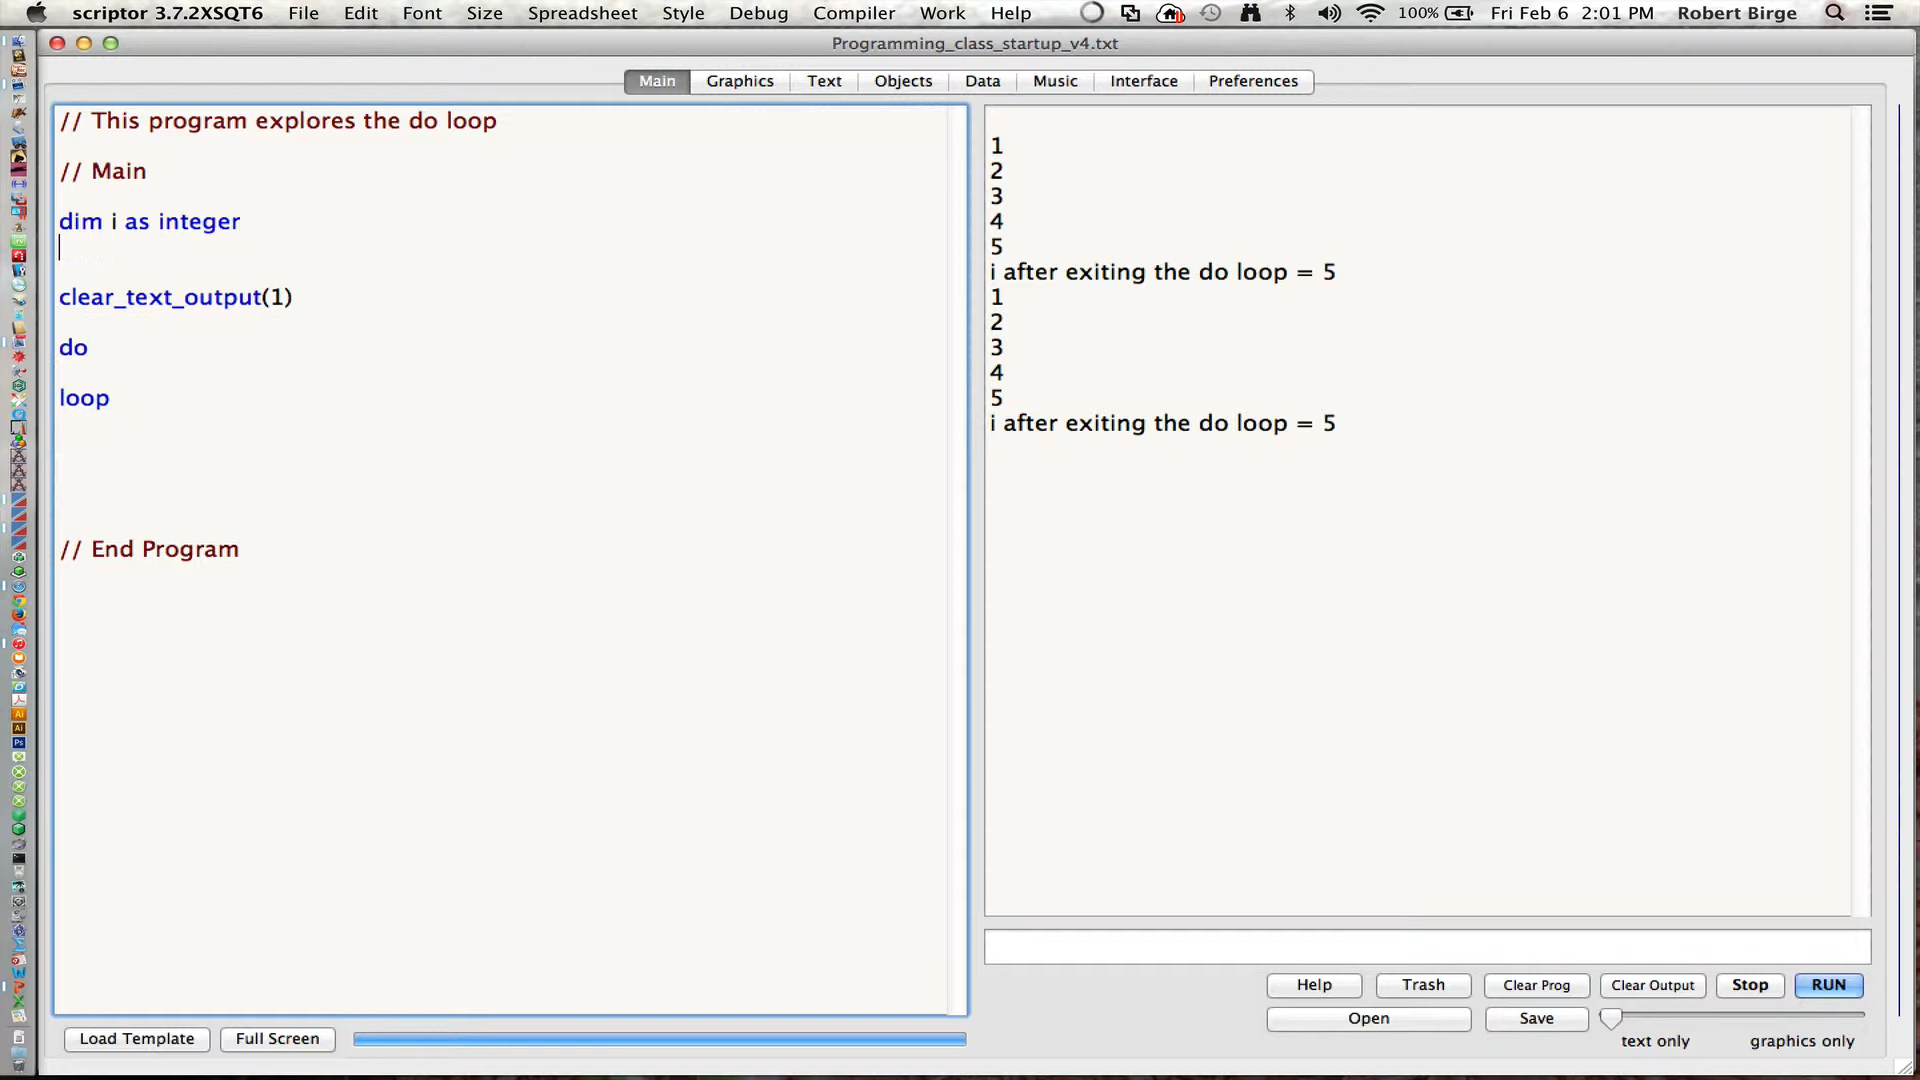 scriptor 3.7.2XSQT6 File Edit Font Size Spreadsheet Style Debug Compiler Work Help 100% Fri Feb 6 2:01 PM Robert Birge
Programming_class_startup_v4.txt
Main Graphics Text Objects Data Music Interface Preferences
// This program explores the do loop
// Main
dim i as integer
clear_text_output(1)
do
loop
// End Program
1
2
3
4
5
i after exiting the do loop = 5
1
2
3
4
5
i after exiting the do loop = 5
Help Trash Clear Prog Clear Output Stop RUN
Open Save
text only graphics only
Load Template Full Screen